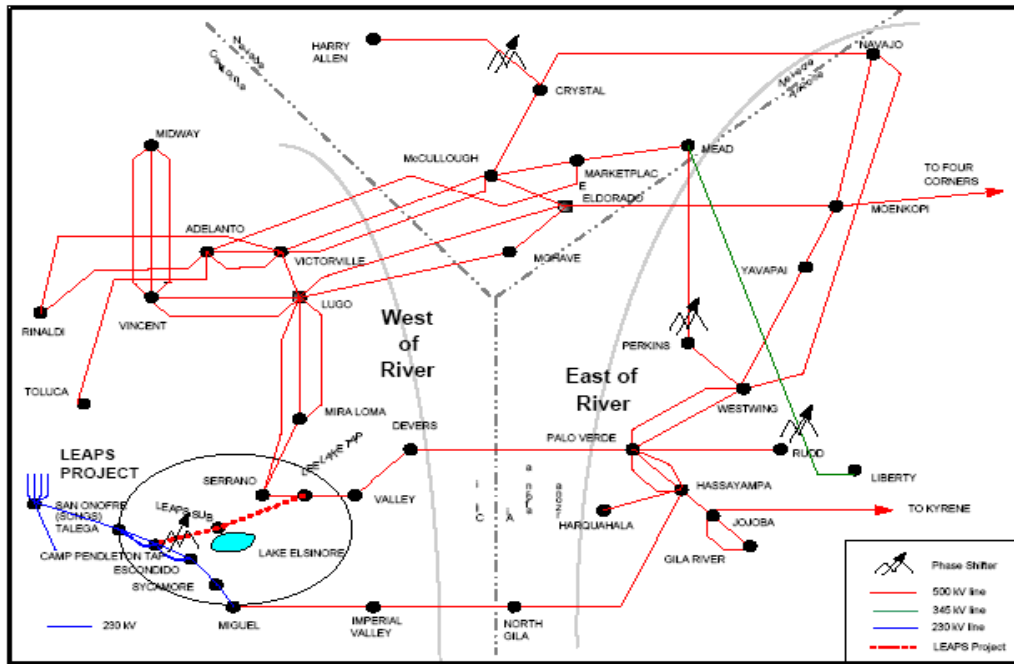 HARRY
ALLEN
Nevada
Nevada
Arizona
"NAVAJO
CRYSTAL
MIDWAY
McCULLOUGH
MEAD
MARKETPLAC
E
ELDORADO
TO FOUR
CORNERS
MOENKOPI
ADELANTO
VICTORVILLE
MOHAVE
YAVAPAI
LUGO
VINCENT
RINALDI
West
of
River
PERKINS
East of
River
TOLUCA
WESTWING
MIRA LOMA
DEVERS
PALO VERDE
RUDD
LEE LAKE TAP
LEAPS
PROJECT
SERRANO
VALLEY
LIBERTY
HASSAYAMPA
SAN ONOFRE
(SONGS)
TALEGA
LEAPS SUB
HARQUAHALA
JOJOBA
TO KYRENE
CAMP PENDLETON TAP
LAKE ELSINORE
ESCONDIDO
GILA RIVER
SYCAMORE
MIGUEL
IMPERIAL
VALLEY
NORTH
GILA
230 kV
Phase Shifter
500 kV line
345 kV line
230 kV line
LEAPS Project